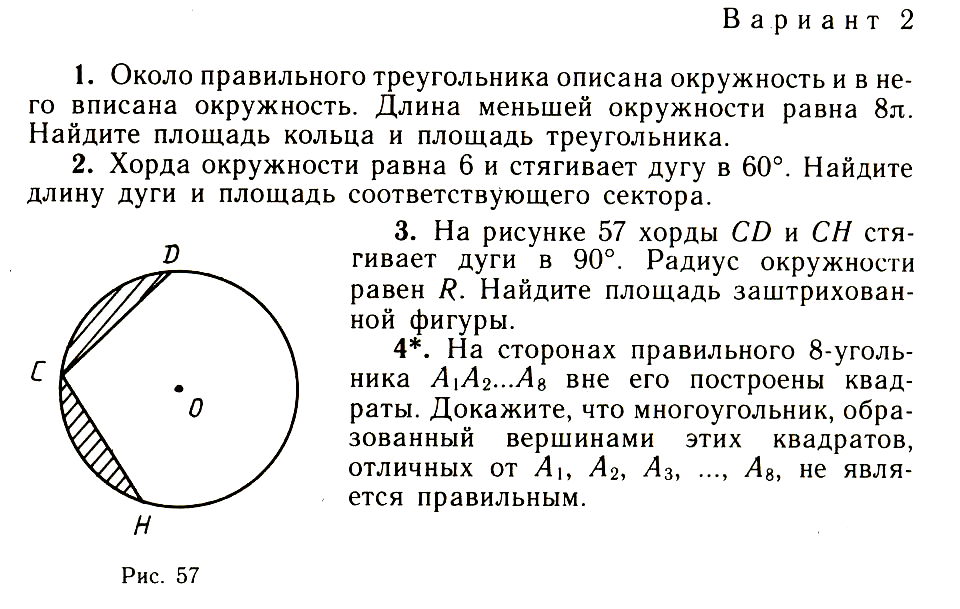 Вариант 2
1. Около правильного треугольника описана окружность и в не-
го вписана окружность. Длина меньшей окружности равна 8π.
Найдите площадь кольца и площадь треугольника.
2. Хорда окружности равна 6 и стягивает дугу в 60°. Найдите
длину дуги и площадь соответствующего сектора.
3. На рисунке 57 хорды CD и CH стя-
гивает дуги в 90°. Радиус окружности
равен R. Найдите площадь заштрихован-
ной фигуры.
4*. На сторонах правильного 8-уголь-
ника A₁A₂...A₈ вне его построены квад-
раты. Докажите, что многоугольник, обра-
зованный вершинами этих квадратов,
отличных от A₁, A₂, A₃, ..., A₈, не явля-
ется правильным.
D
C
O
H
Рис. 57